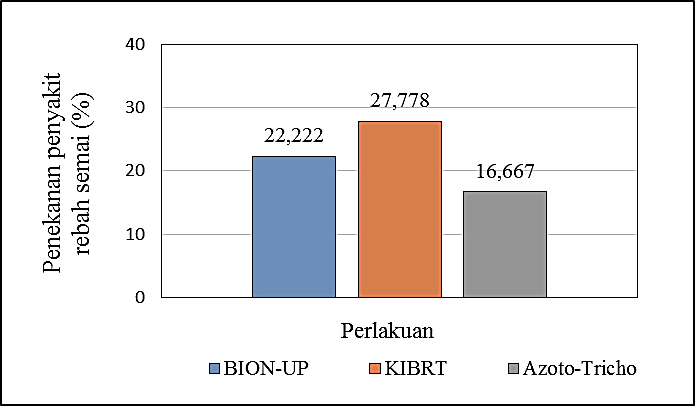 Penekanan penyakit
rebah semai (%)
40
30
20
10
0
22,222
27,778
16,667
Perlakuan
BION-UP
KIBRT
Azoto-Tricho